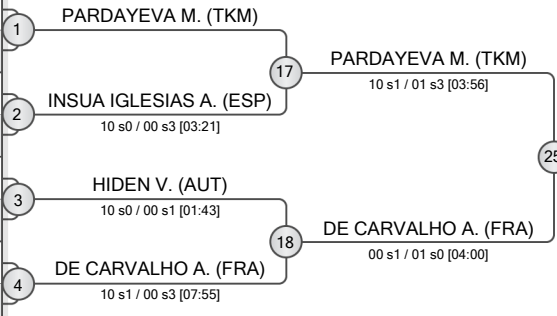 1
PARDAYEVA M. (TKM)
17
PARDAYEVA M. (TKM)
10 s1 / 01 s3 [03:56]
2
INSUA IGLESIAS A. (ESP)
10 s0 / 00 s3 [03:21]
25
3
HIDEN V. (AUT)
10 s0 / 00 s1 [01:43]
18
DE CARVALHO A. (FRA)
00 s1 / 01 s0 [04:00]
4
DE CARVALHO A. (FRA)
10 s1 / 00 s3 [07:55]